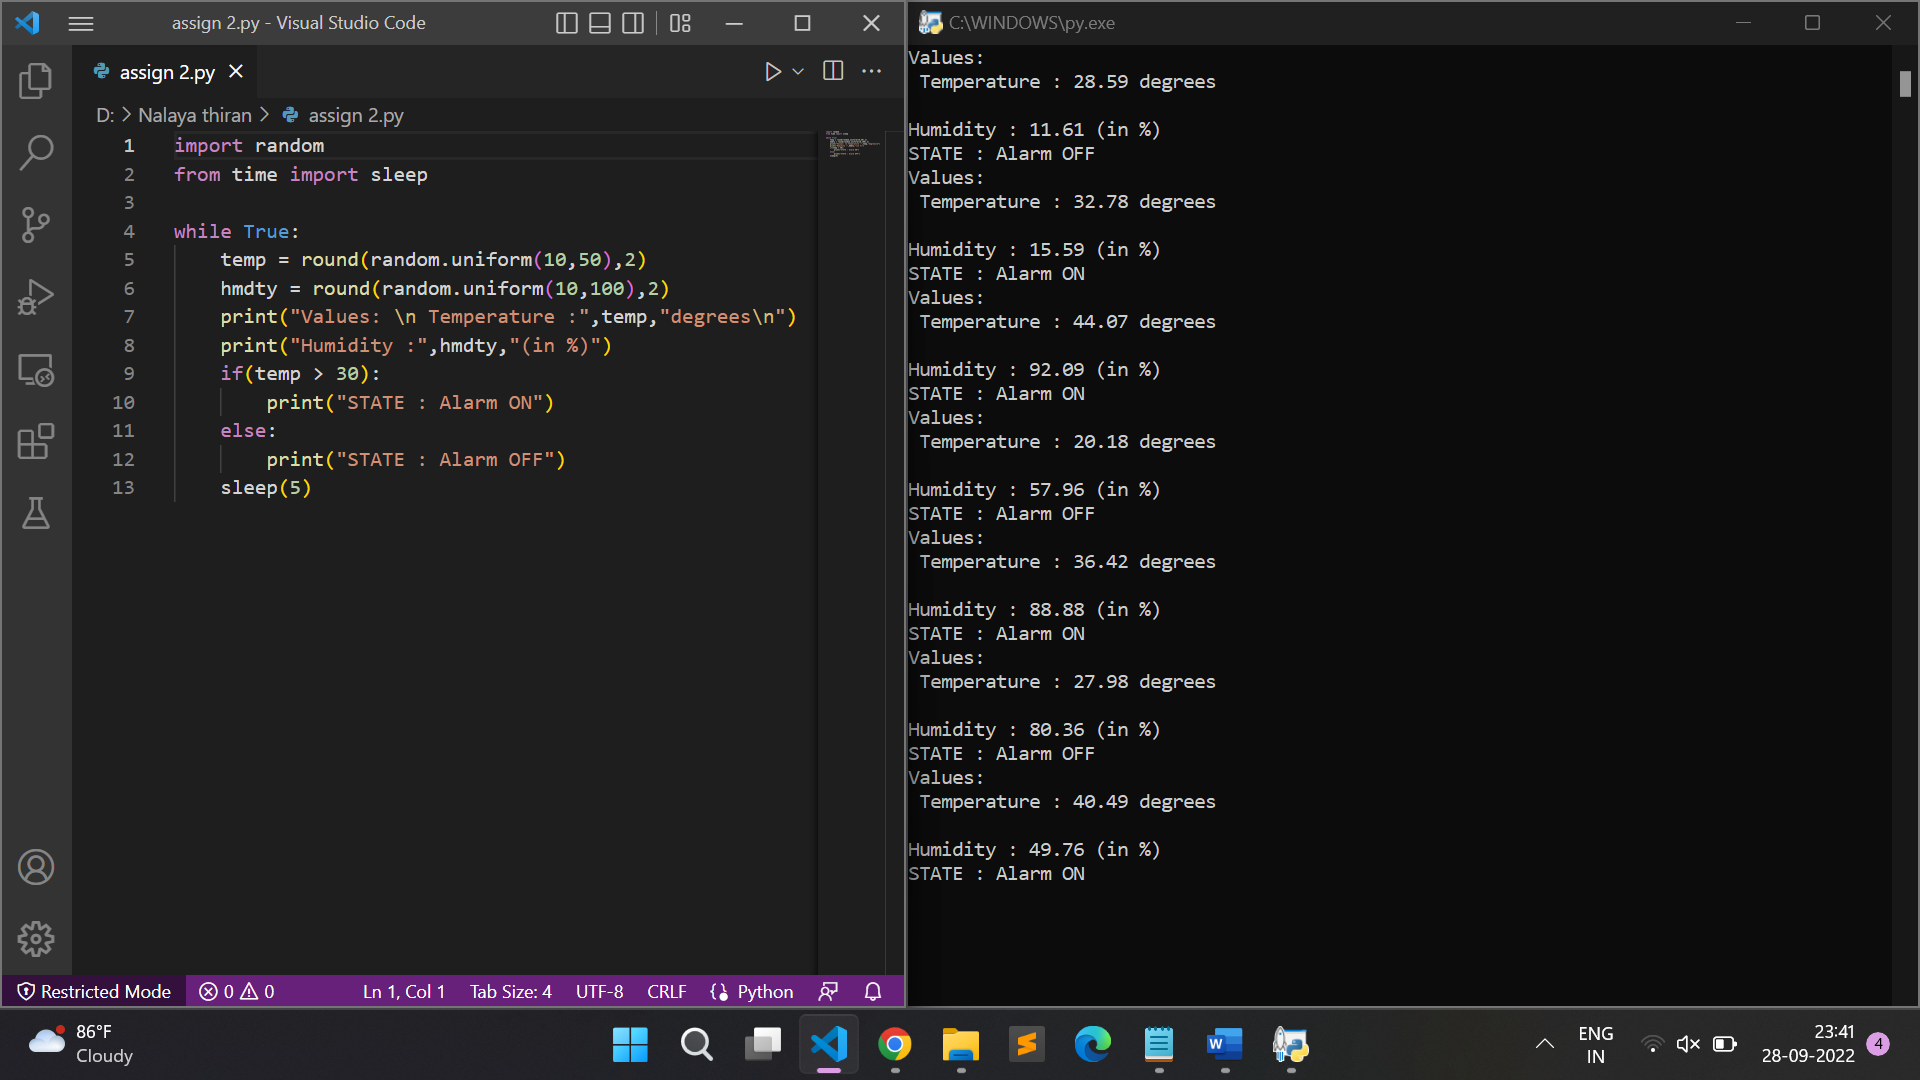 assign 2.py - Visual Studio Code
assign 2.py
D: > Nalaya thiran > assign 2.py
1 import random
2 from time import sleep
3
4 while True:
5     temp = round(random.uniform(10,50),2)
6     hmdty = round(random.uniform(10,100),2)
7     print("Values: \n Temperature :",temp,"degrees\n")
8     print("Humidity :",hmdty,"(in %)")
9     if(temp > 30):
10         print("STATE : Alarm ON")
11     else:
12         print("STATE : Alarm OFF")
13     sleep(5)
Restricted Mode 0 0 Ln 1, Col 1 Tab Size: 4 UTF-8 CRLF Python
C:\WINDOWS\py.exe
Values:
 Temperature : 28.59 degrees

Humidity : 11.61 (in %)
STATE : Alarm OFF
Values:
 Temperature : 32.78 degrees

Humidity : 15.59 (in %)
STATE : Alarm ON
Values:
 Temperature : 44.07 degrees

Humidity : 92.09 (in %)
STATE : Alarm ON
Values:
 Temperature : 20.18 degrees

Humidity : 57.96 (in %)
STATE : Alarm OFF
Values:
 Temperature : 36.42 degrees

Humidity : 88.88 (in %)
STATE : Alarm ON
Values:
 Temperature : 27.98 degrees

Humidity : 80.36 (in %)
STATE : Alarm OFF
Values:
 Temperature : 40.49 degrees

Humidity : 49.76 (in %)
STATE : Alarm ON
86°F
Cloudy
ENG
IN
23:41
28-09-2022
4